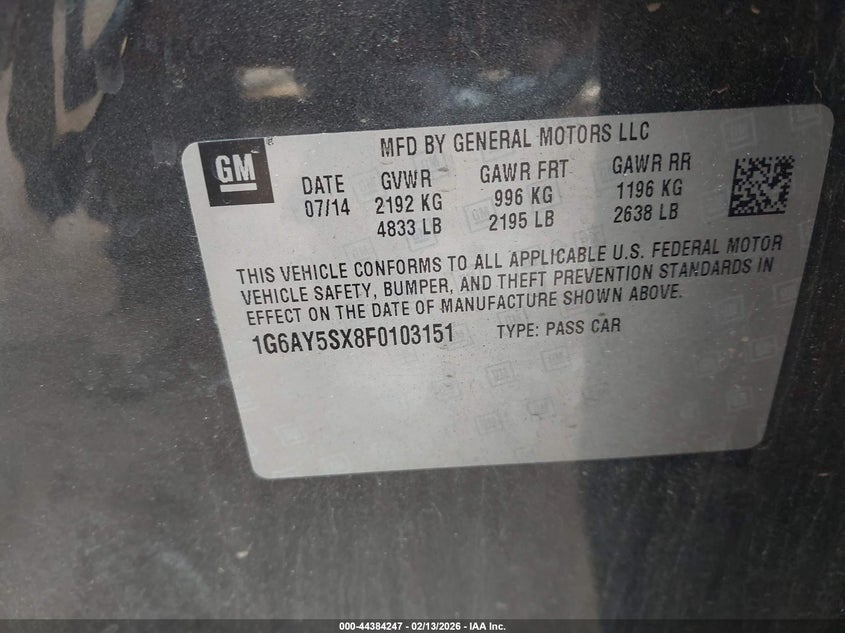 GM
MFD BY GENERAL MOTORS LLC
DATE GVWR GAWR FRT GAWR RR
07/14 2192 KG 996 KG 1196 KG
4833 LB 2195 LB 2638 LB
THIS VEHICLE CONFORMS TO ALL APPLICABLE U.S. FEDERAL MOTOR
VEHICLE SAFETY, BUMPER, AND THEFT PREVENTION STANDARDS IN
EFFECT ON THE DATE OF MANUFACTURE SHOWN ABOVE.
1G6AY5SX8F0103151 TYPE: PASS CAR
000-44384247 - 02/13/2026 - IAA Inc.